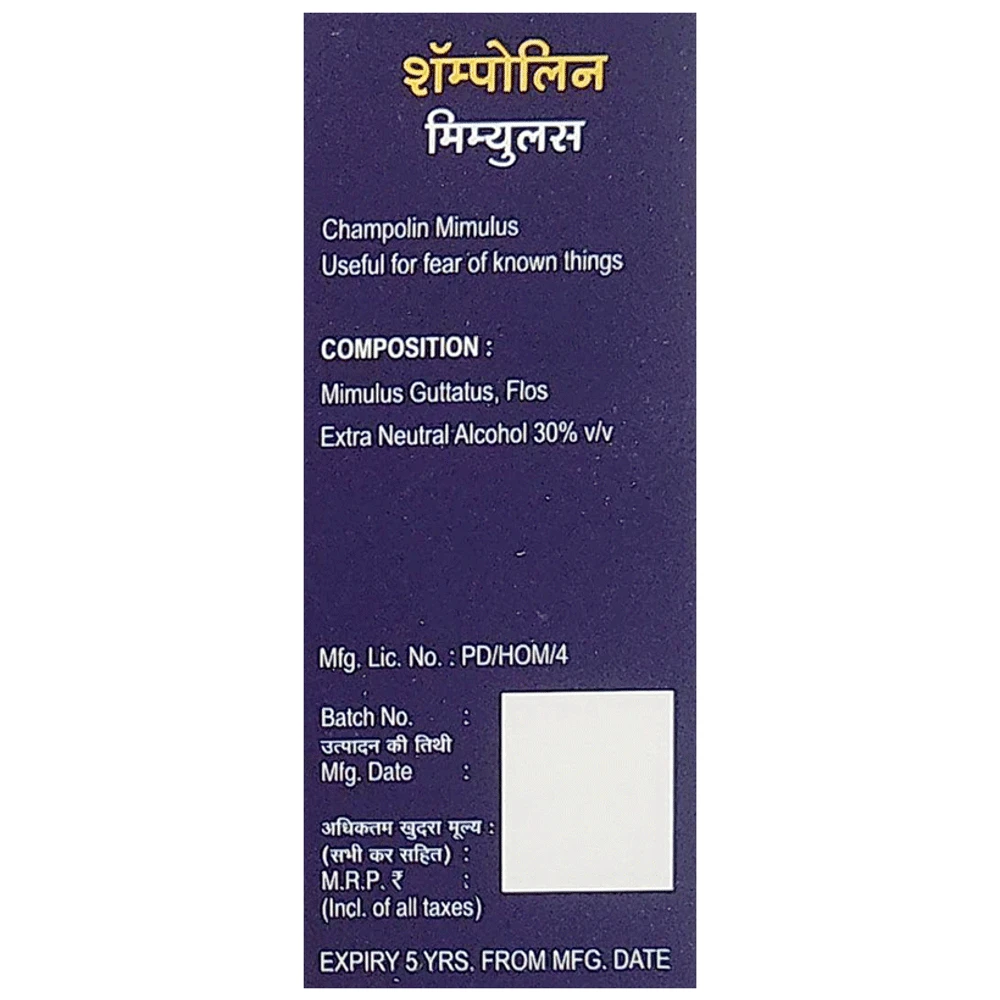 शॅम्पोलिन
मिम्युलस
Champolin Mimulus
Useful for fear of known things
COMPOSITION :
Mimulus Guttatus, Flos
Extra Neutral Alcohol 30% v/v
Mfg. Lic. No. : PD/HOM/4
Batch No. :
उत्पादन की तिथी
Mfg. Date :
अधिकतम खुदरा मूल्य :
(सभी कर सहित) :
M.R.P. ₹ :
(Incl. of all taxes)
EXPIRY 5 YRS. FROM MFG. DATE